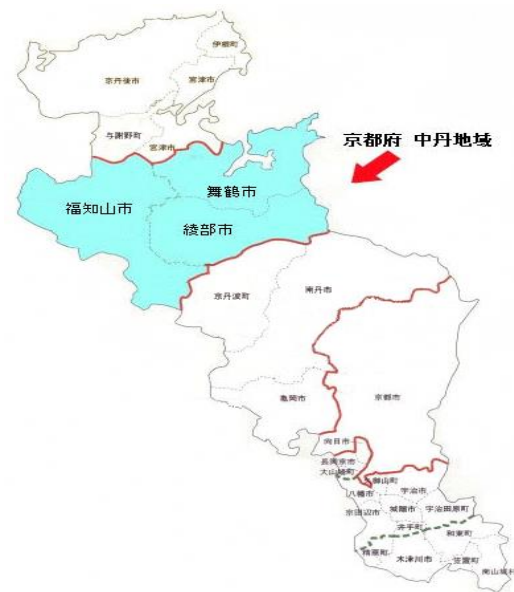 伊根町
京丹後市
宮津市
与謝野町
宮津市
京都府 中丹地域
舞鶴市
福知山市
綾部市
京丹波町
南丹市
亀岡市
京都市
向日市
長岡京市
大山崎町
久御山町
八幡市
宇治市
京田辺市
城陽市
宇治田原町
井手町
和束町
精華町
木津川市
笠置町
南山城村